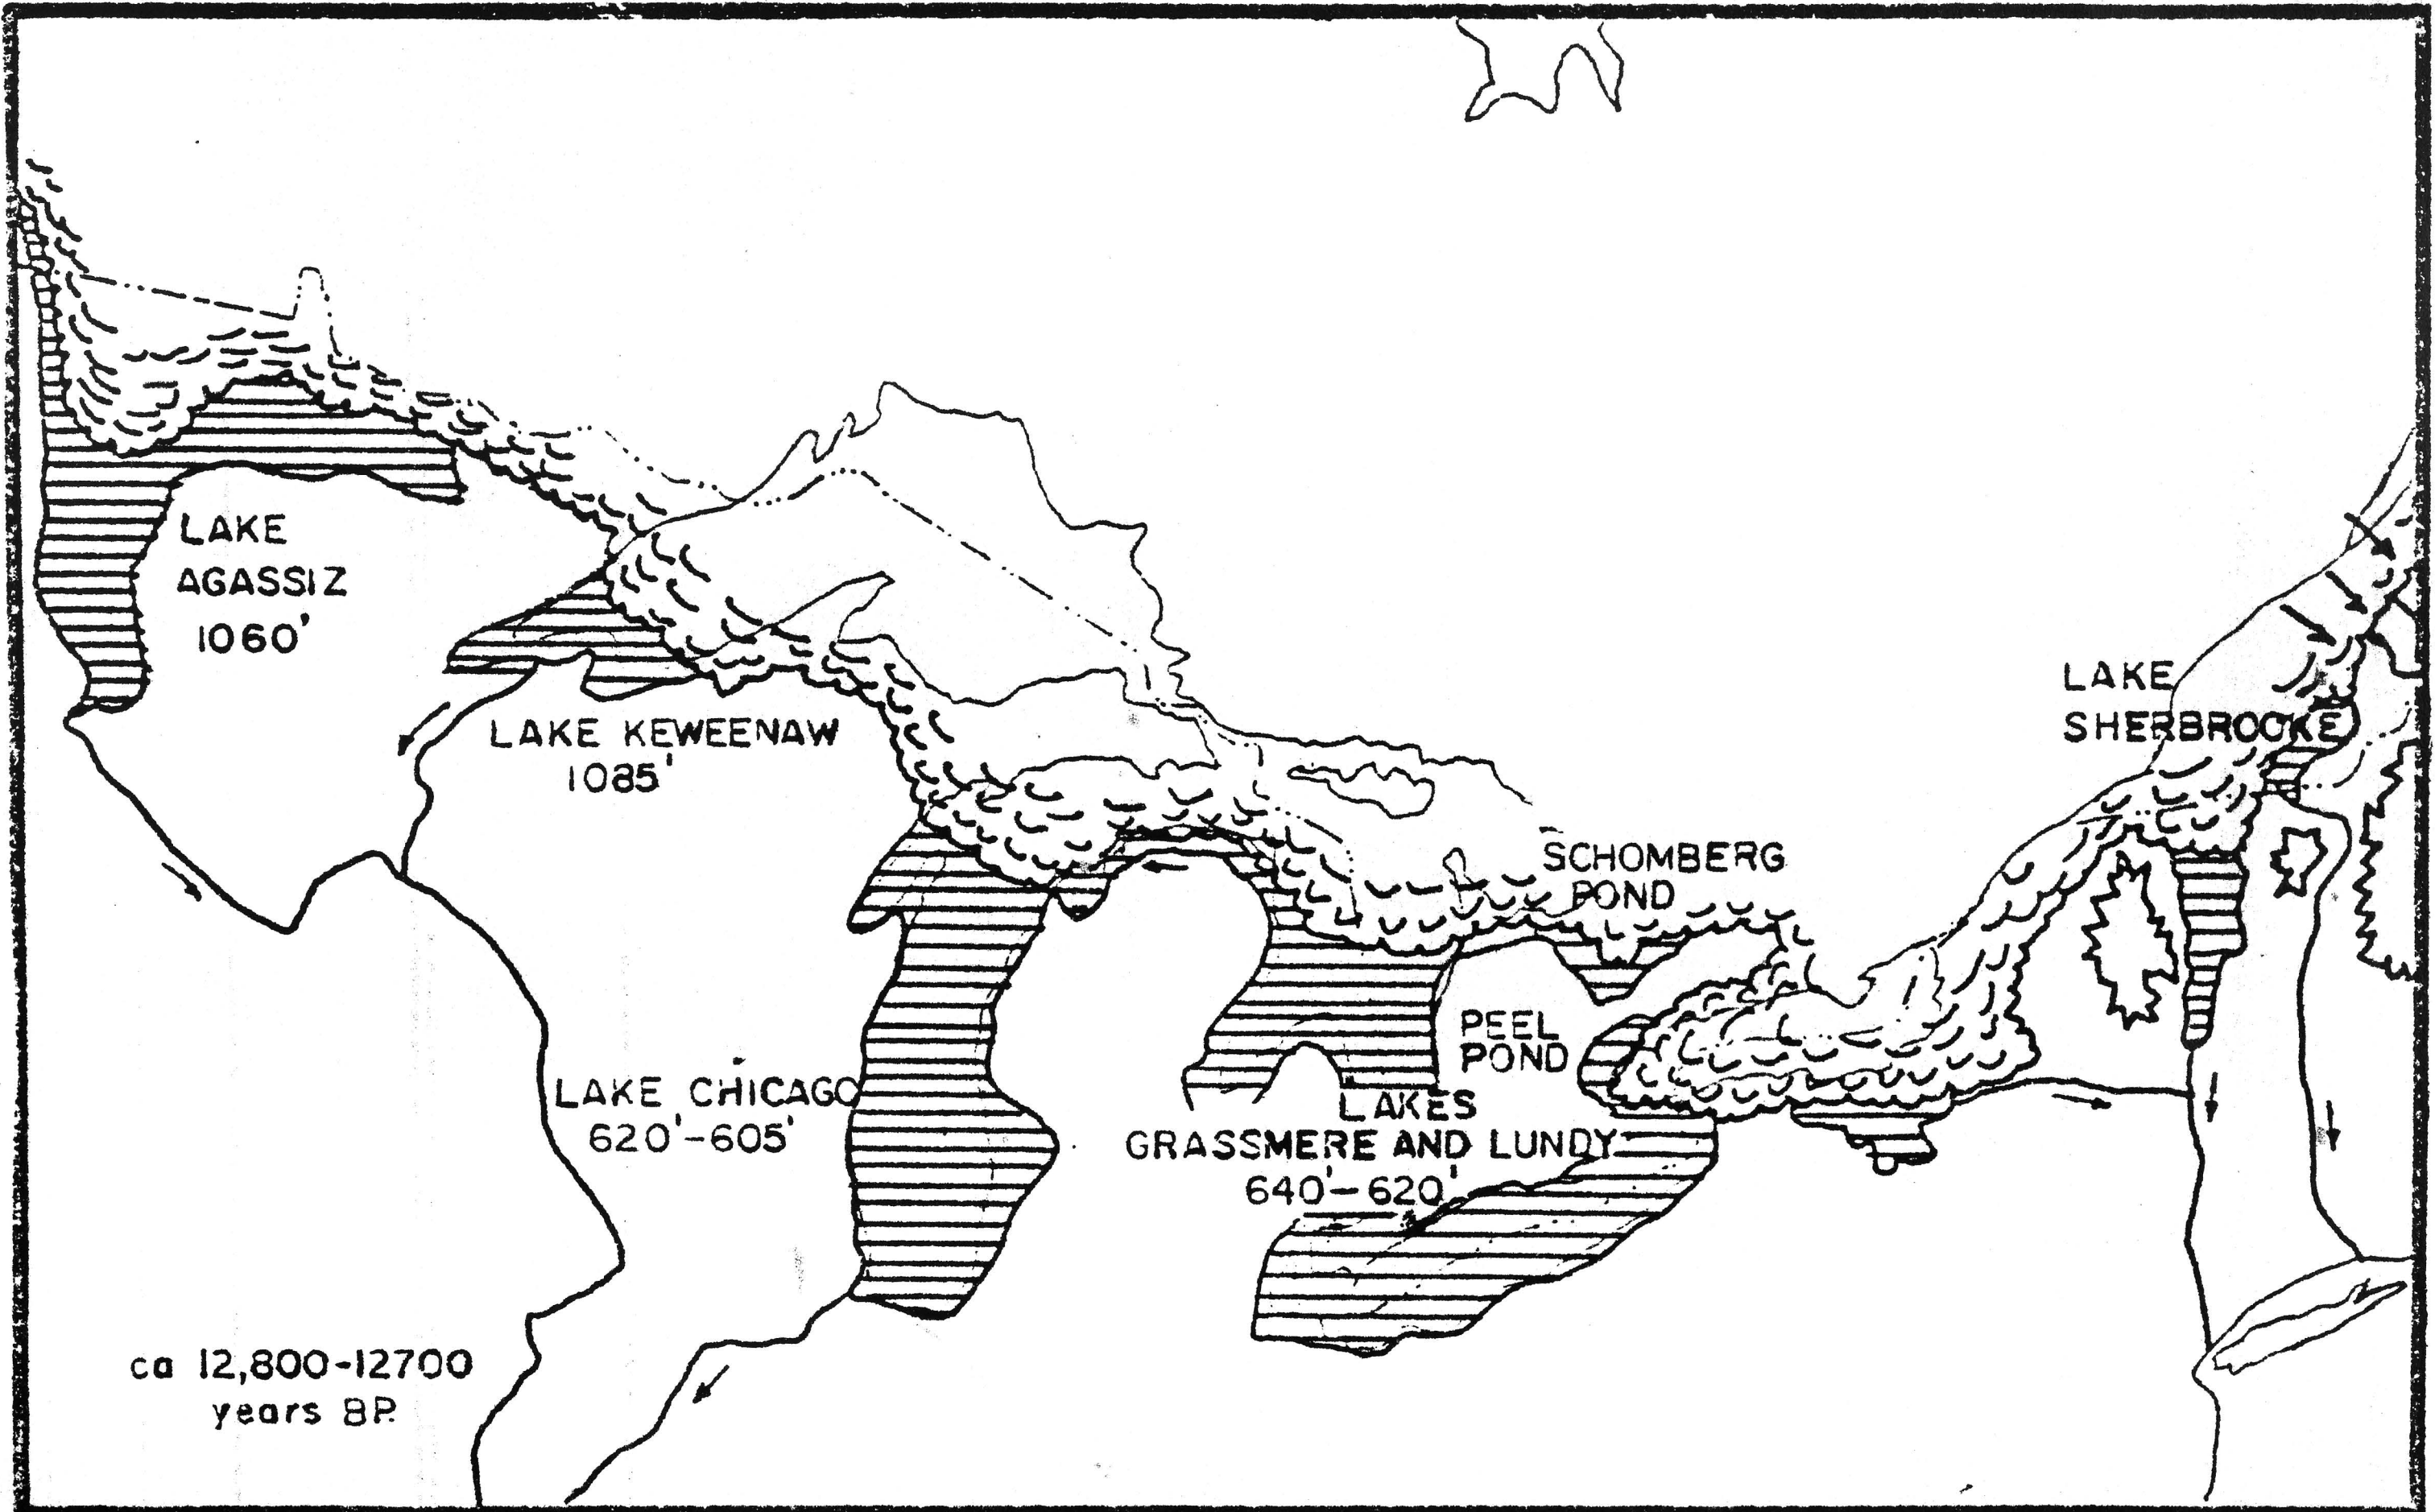 LAKE
AGASSIZ
1060'
LAKE KEWEENAW
1085'
LAKE
SHERBROOKE
SCHOMBERG
POND
PEEL
POND
LAKE CHICAGO
620'-605'
LAKES
GRASSMERE AND LUNDY
640'-620'
ca 12,800-12700
years BP.